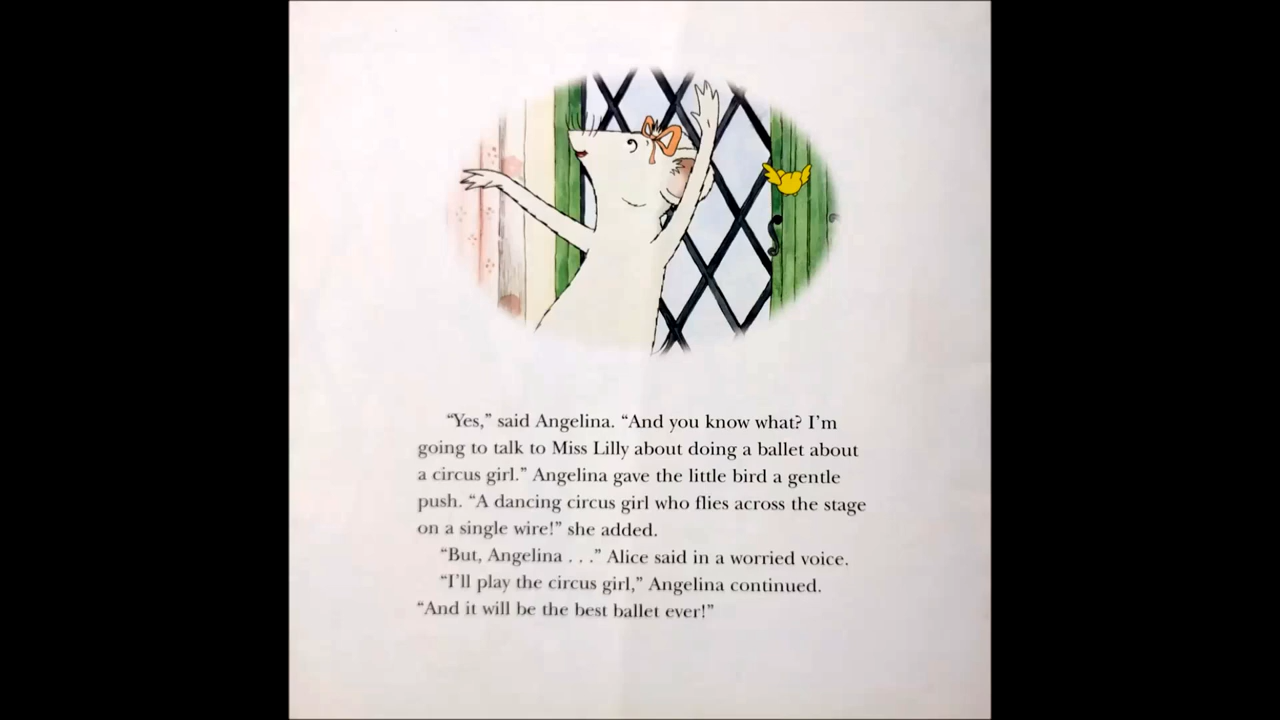 “Yes,” said Angelina. “And you know what? I’m
going to talk to Miss Lilly about doing a ballet about
a circus girl.” Angelina gave the little bird a gentle
push. “A dancing circus girl who flies across the stage
on a single wire!” she added.
“But, Angelina . . .” Alice said in a worried voice.
“I’ll play the circus girl,” Angelina continued.
“And it will be the best ballet ever!”